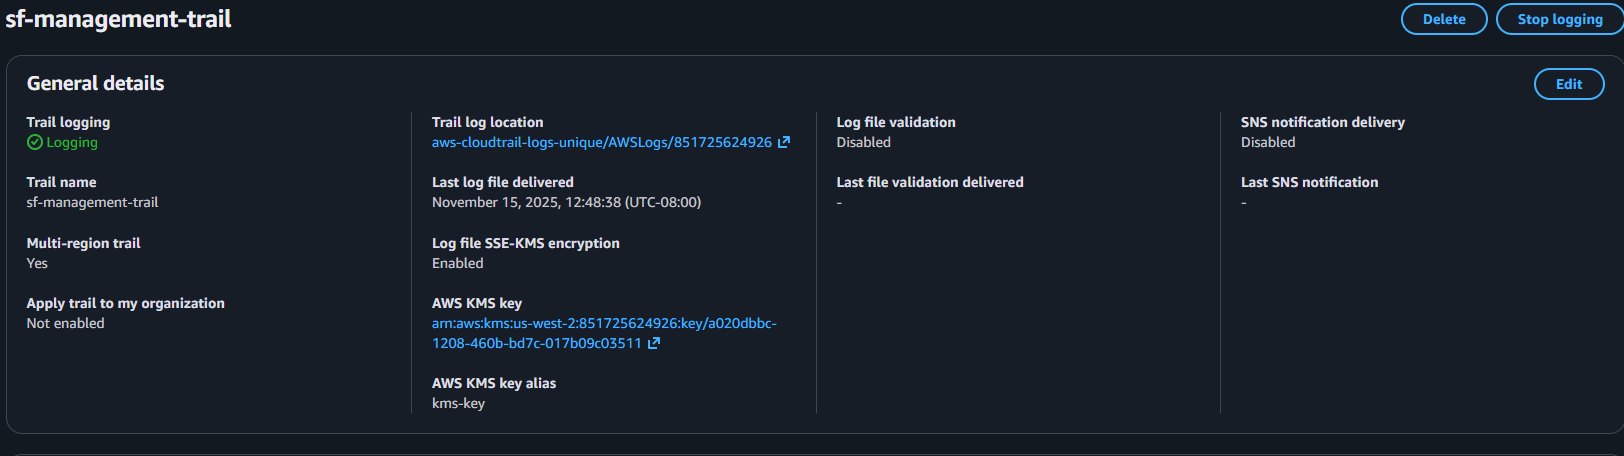 sf-management-trail
Delete
Stop logging
General details
Edit
Trail logging
Logging
Trail name
sf-management-trail
Multi-region trail
Yes
Apply trail to my organization
Not enabled
Trail log location
aws-cloudtrail-logs-unique/AWSLogs/851725624926
Last log file delivered
November 15, 2025, 12:48:38 (UTC-08:00)
Log file SSE-KMS encryption
Enabled
AWS KMS key
arn:aws:kms:us-west-2:851725624926:key/a020dbbc-
1208-460b-bd7c-017b09c03511
AWS KMS key alias
kms-key
Log file validation
Disabled
Last file validation delivered
-
SNS notification delivery
Disabled
Last SNS notification
-